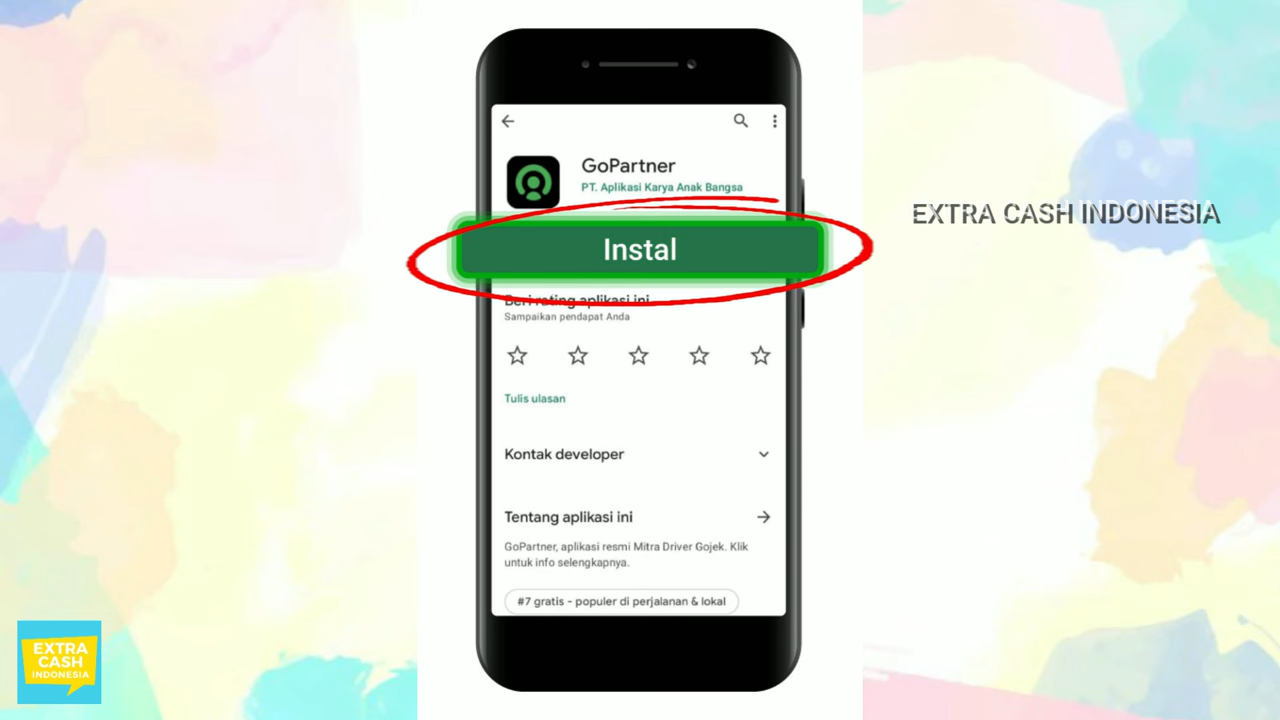 GoPartner
PT. Aplikasi Karya Anak Bangsa
EXTRA CASH INDONESIA
Instal
Beri rating aplikasi ini
Sampaikan pendapat Anda
Tulis ulasan
Kontak developer
Tentang aplikasi ini
GoPartner, aplikasi resmi Mitra Driver Gojek. Klik
untuk info selengkapnya.
#7 gratis - populer di perjalanan & lokal
EXTRA
CASH
INDONESIA